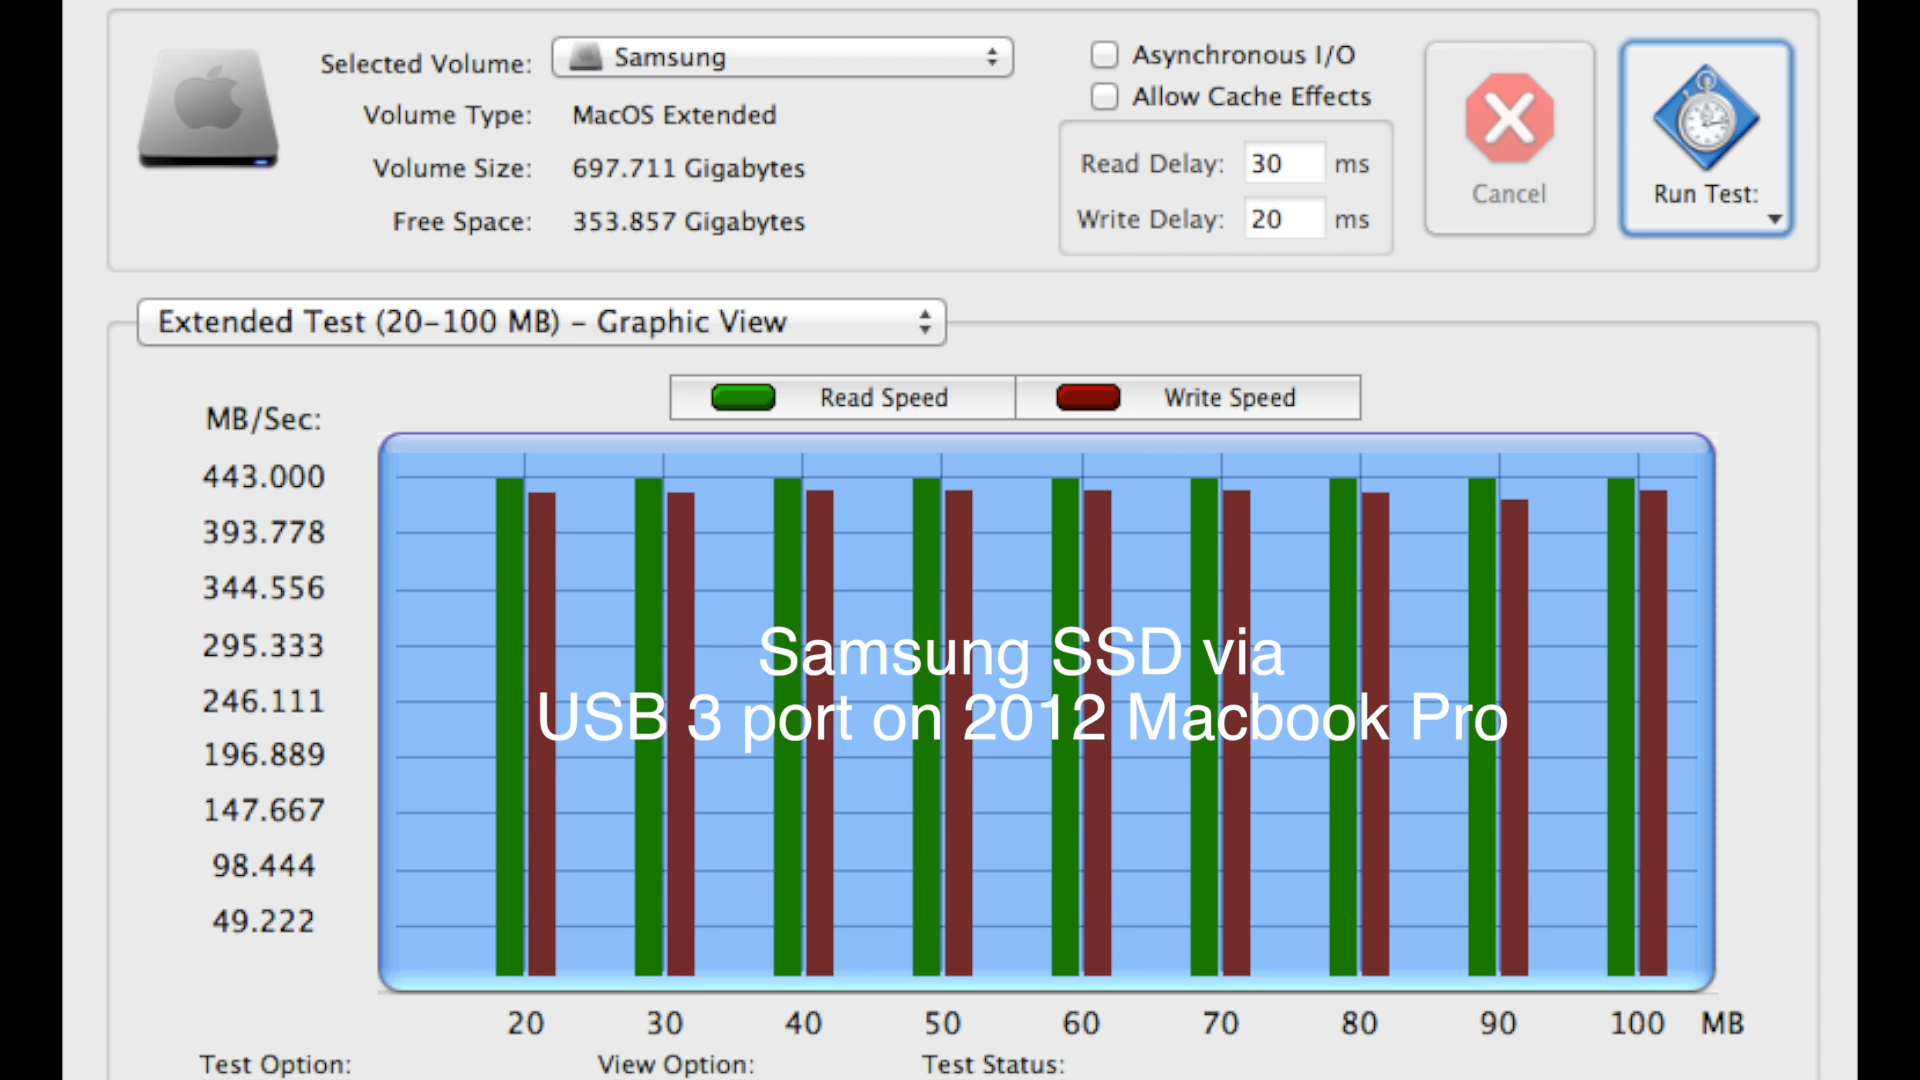 Selected Volume: Samsung
Volume Type: MacOS Extended
Volume Size: 697.711 Gigabytes
Free Space: 353.857 Gigabytes
Asynchronous I/O
Allow Cache Effects
Read Delay: 30 ms
Write Delay: 20 ms
Cancel
Run Test:
Extended Test (20-100 MB) - Graphic View
Read Speed Write Speed
MB/Sec:
443.000
393.778
344.556
295.333
246.111
196.889
147.667
98.444
49.222
Samsung SSD via
USB 3 port on 2012 Macbook Pro
20 30 40 50 60 70 80 90 100 MB
Test Option: View Option: Test Status: